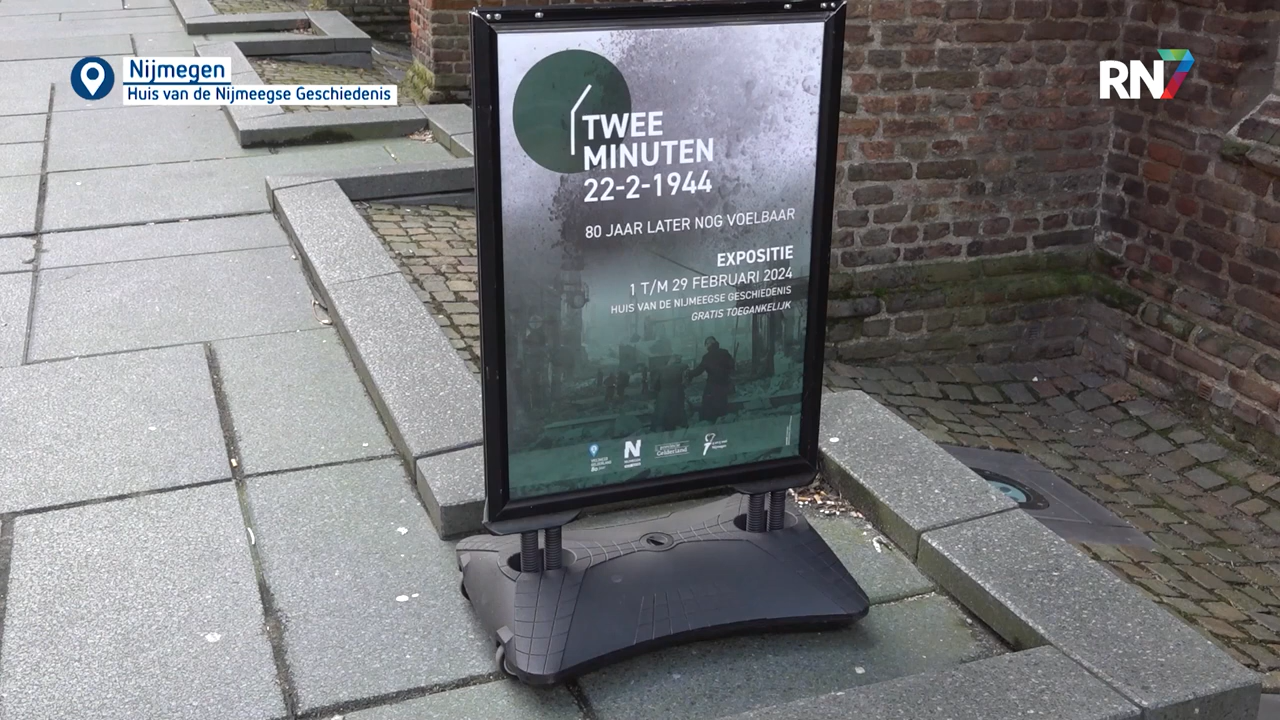 Nijmegen
Huis van de Nijmeegse Geschiedenis
RN7
TWEE
MINUTEN
22-2-1944
80 JAAR LATER NOG VOELBAAR
EXPOSITIE
1 T/M 29 FEBRUARI 2024
HUIS VAN DE NIJMEEGSE GESCHIEDENIS
GRATIS TOEGANKELIJK
N
Gelderland